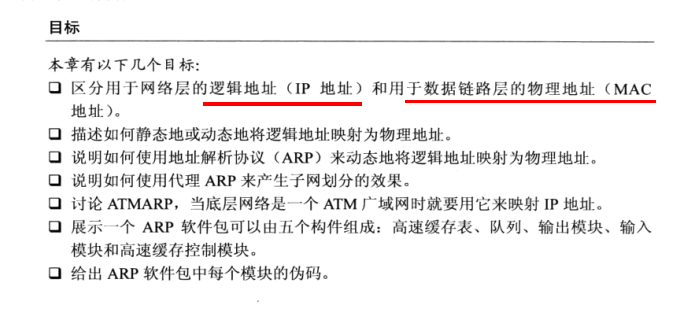 目标
本章有以下几个目标：
❑ 区分用于网络层的逻辑地址（IP 地址）和用于数据链路层的物理地址（MAC
地址）。
❑ 描述如何静态地或动态地将逻辑地址映射为物理地址。
❑ 说明如何使用地址解析协议（ARP）来动态地将逻辑地址映射为物理地址。
❑ 说明如何使用代理 ARP 来产生子网划分的效果。
❑ 讨论 ATMARP，当底层网络是一个 ATM 广域网时就要用它来映射 IP 地址。
❑ 展示一个 ARP 软件包可以由五个构件组成：高速缓存表、队列、输出模块、输入
模块和高速缓存控制模块。
❑ 给出 ARP 软件包中每个模块的伪码。